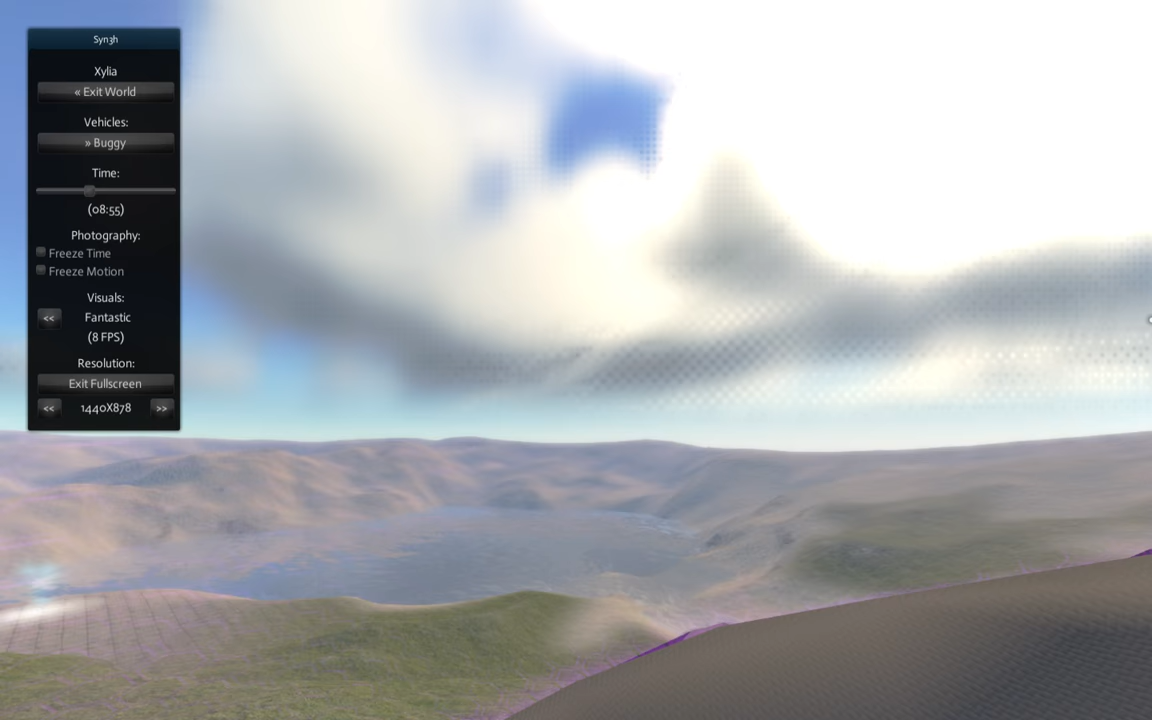 Syn3h
Xylia
« Exit World
Vehicles:
» Buggy
Time:
(08:55)
Photography:
Freeze Time
Freeze Motion
Visuals:
<< Fantastic
(8 FPS)
Resolution:
Exit Fullscreen
<< 1440X878 >>